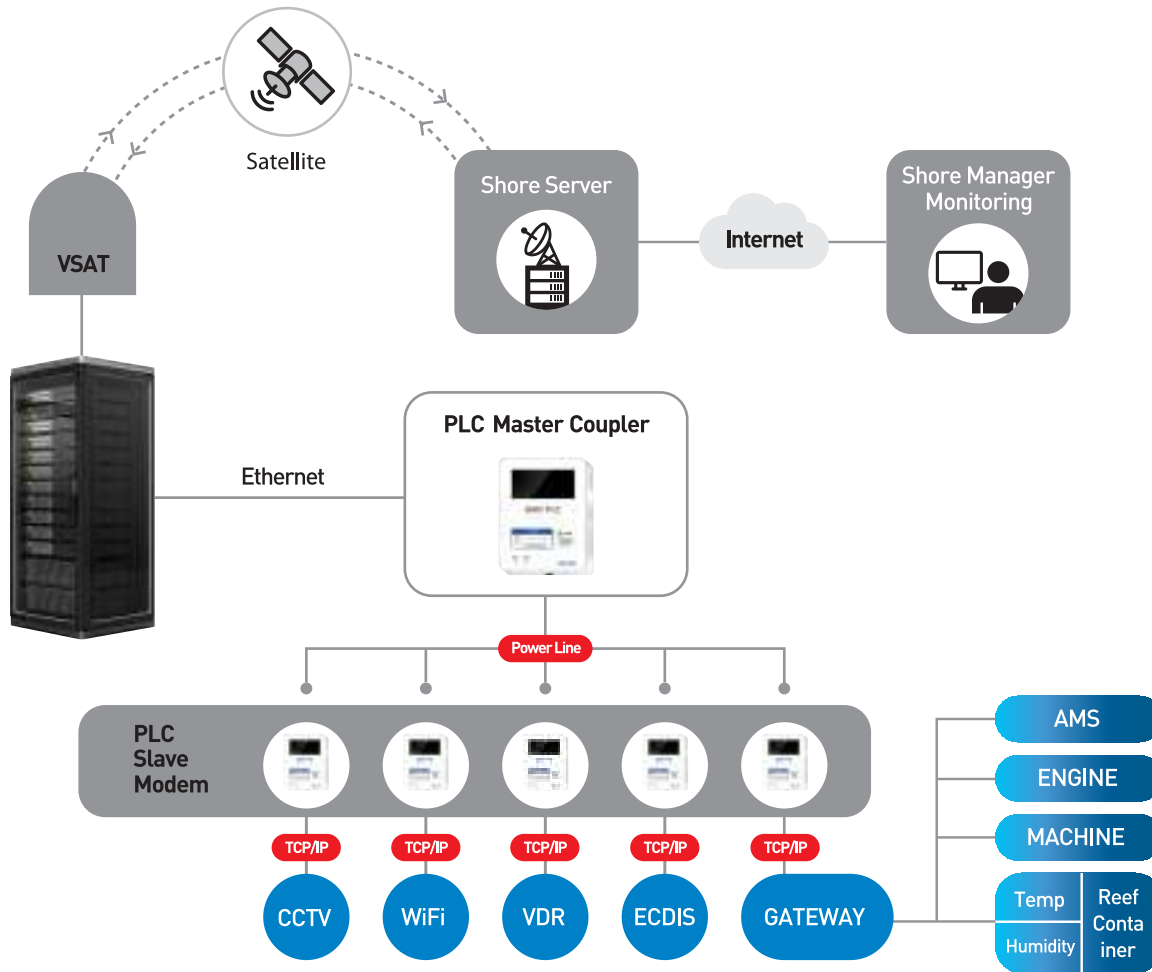 Satellite
VSAT
Shore Server
Internet
Shore Manager
Monitoring
Ethernet
PLC Master Coupler
Power Line
PLC
Slave
Modem
TCP/IP
TCP/IP
TCP/IP
TCP/IP
TCP/IP
CCTV
WiFi
VDR
ECDIS
GATEWAY
AMS
ENGINE
MACHINE
Temp
Humidity
Reef
Conta
iner